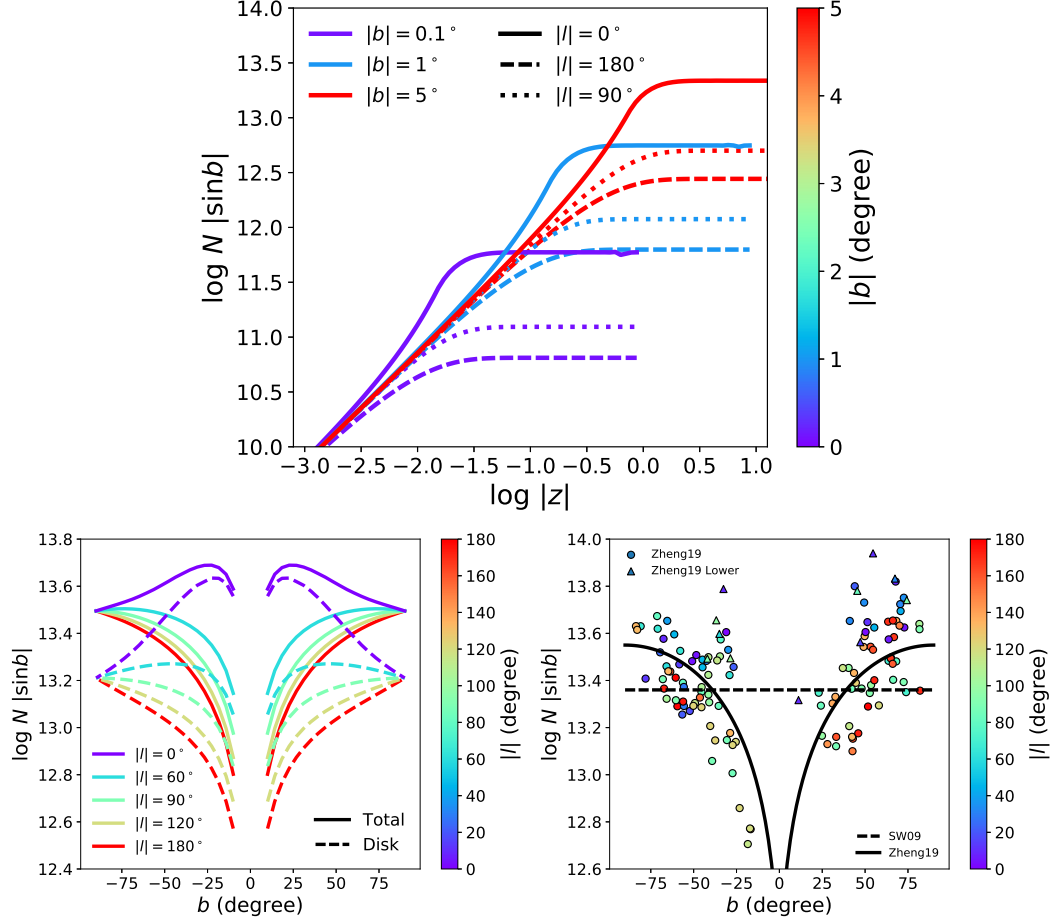 14.0
13.5
13.0
12.5
12.0
11.5
11.0
10.5
10.0
log N |sinb|
|b| = 0.1°
|b| = 1°
|b| = 5°
|l| = 0°
|l| = 180°
|l| = 90°
−3.0 −2.5 −2.0 −1.5 −1.0 −0.5 0.0 0.5 1.0
log |z|
5
4
3
2
1
0
|b| (degree)
13.8
13.6
13.4
13.2
13.0
12.8
12.6
12.4
log N |sinb|
|l| = 0°
|l| = 60°
|l| = 90°
|l| = 120°
|l| = 180°
Total
Disk
−75 −50 −25 0 25 50 75
b (degree)
180
160
140
120
100
80
60
40
20
0
|l| (degree)
14.0
13.8
13.6
13.4
13.2
13.0
12.8
12.6
log N |sinb|
Zheng19
Zheng19 Lower
SW09
Zheng19
−75 −50 −25 0 25 50 75
b (degree)
180
160
140
120
100
80
60
40
20
0
|l| (degree)